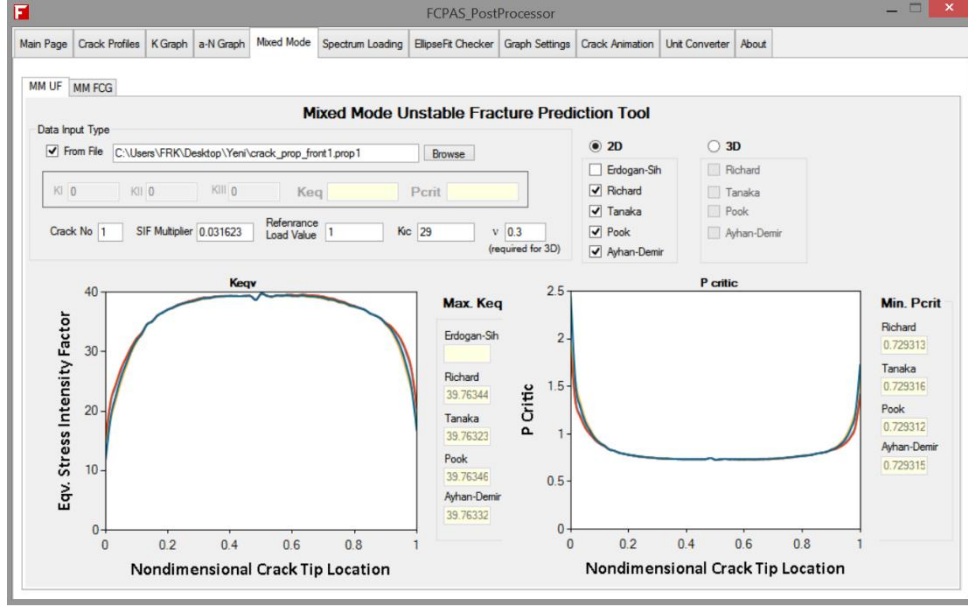 FCPAS_PostProcessor
Main Page Crack Profiles K Graph a-N Graph Mixed Mode Spectrum Loading EllipseFit Checker Graph Settings Crack Animation Unit Converter About
MM UF MM FCG
Mixed Mode Unstable Fracture Prediction Tool
Data Input Type
From File C:\Users\FRK\Desktop\Yeni\crack_prop_front1.prop1 Browse
KI 0 KII 0 KIII 0 Keq Pcrit
Crack No 1 SIF Multiplier 0.031623 Refenrance Load Value 1 Kic 29 v 0.3
(required for 3D)
2D 3D
Erdogan-Sih Richard
Richard Tanaka
Tanaka Pook
Pook Ayhan-Demir
Ayhan-Demir
Keqv
Eqv. Stress Intensity Factor
40
30
20
10
0
0 0.2 0.4 0.6 0.8 1
Nondimensional Crack Tip Location
Max. Keq
Erdogan-Sih
Richard
39.76344
Tanaka
39.76323
Pook
39.76346
Ayhan-Demir
39.76332
P critic
P Critic
2.5
2
1.5
1
0.5
0
0 0.2 0.4 0.6 0.8 1
Nondimensional Crack Tip Location
Min. Pcrit
Richard
0.729313
Tanaka
0.729316
Pook
0.729312
Ayhan-Demir
0.729315